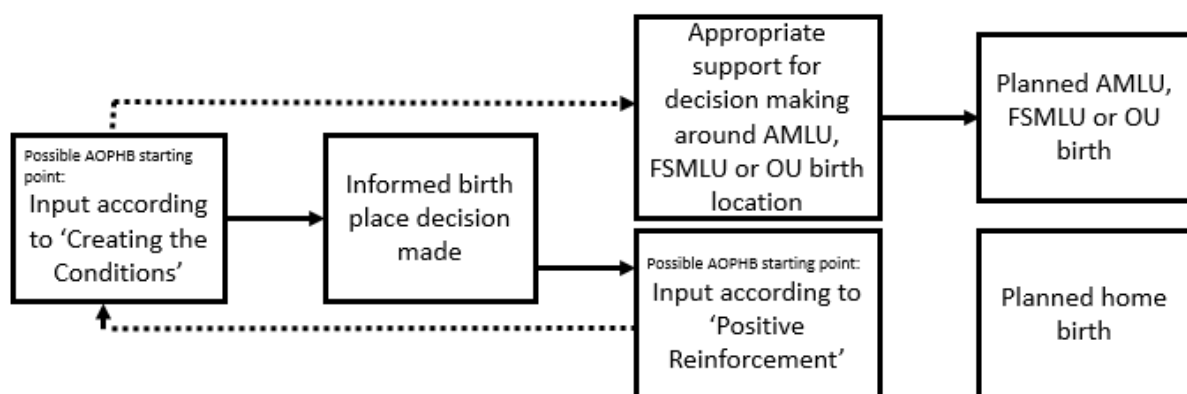 Possible AOPHB starting
point:
Input according
to ‘Creating the
Conditions’
Informed birth
place decision
made
Appropriate
support for
decision making
around AMLU,
FSMLU or OU birth
location
Planned AMLU,
FSMLU or OU
birth
Possible AOPHB starting point:
Input according to
‘Positive
Reinforcement’
Planned home
birth